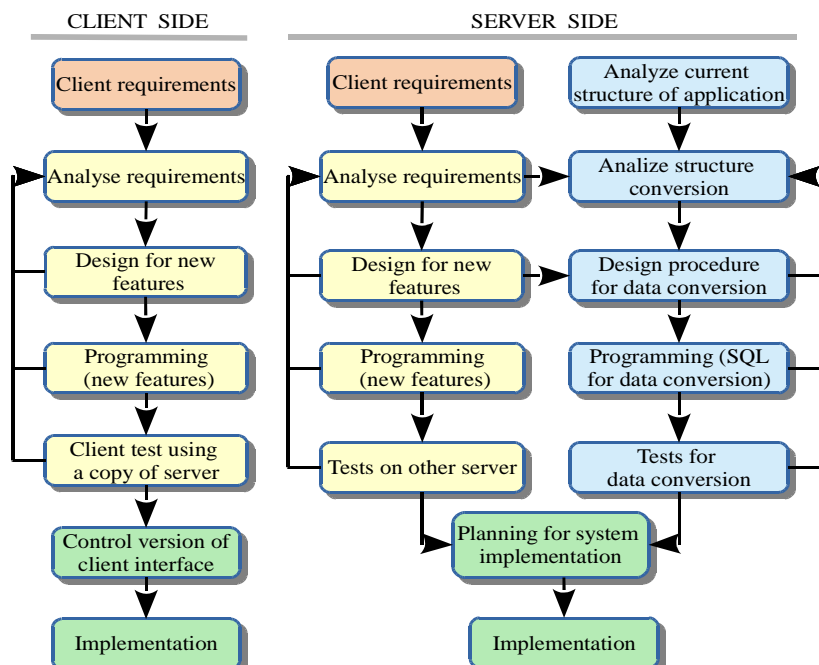 CLIENT SIDE
Client requirements
Analyse requirements
Design for new
features
Programming
(new features)
Client test using
a copy of server
Control version of
client interface
Implementation
SERVER SIDE
Client requirements
Analyse requirements
Design for new
features
Programming
(new features)
Tests on other server
Analyze current
structure of application
Analize structure
conversion
Design procedure
for data conversion
Programming (SQL
for data conversion)
Tests for
data conversion
Planning for system
implementation
Implementation